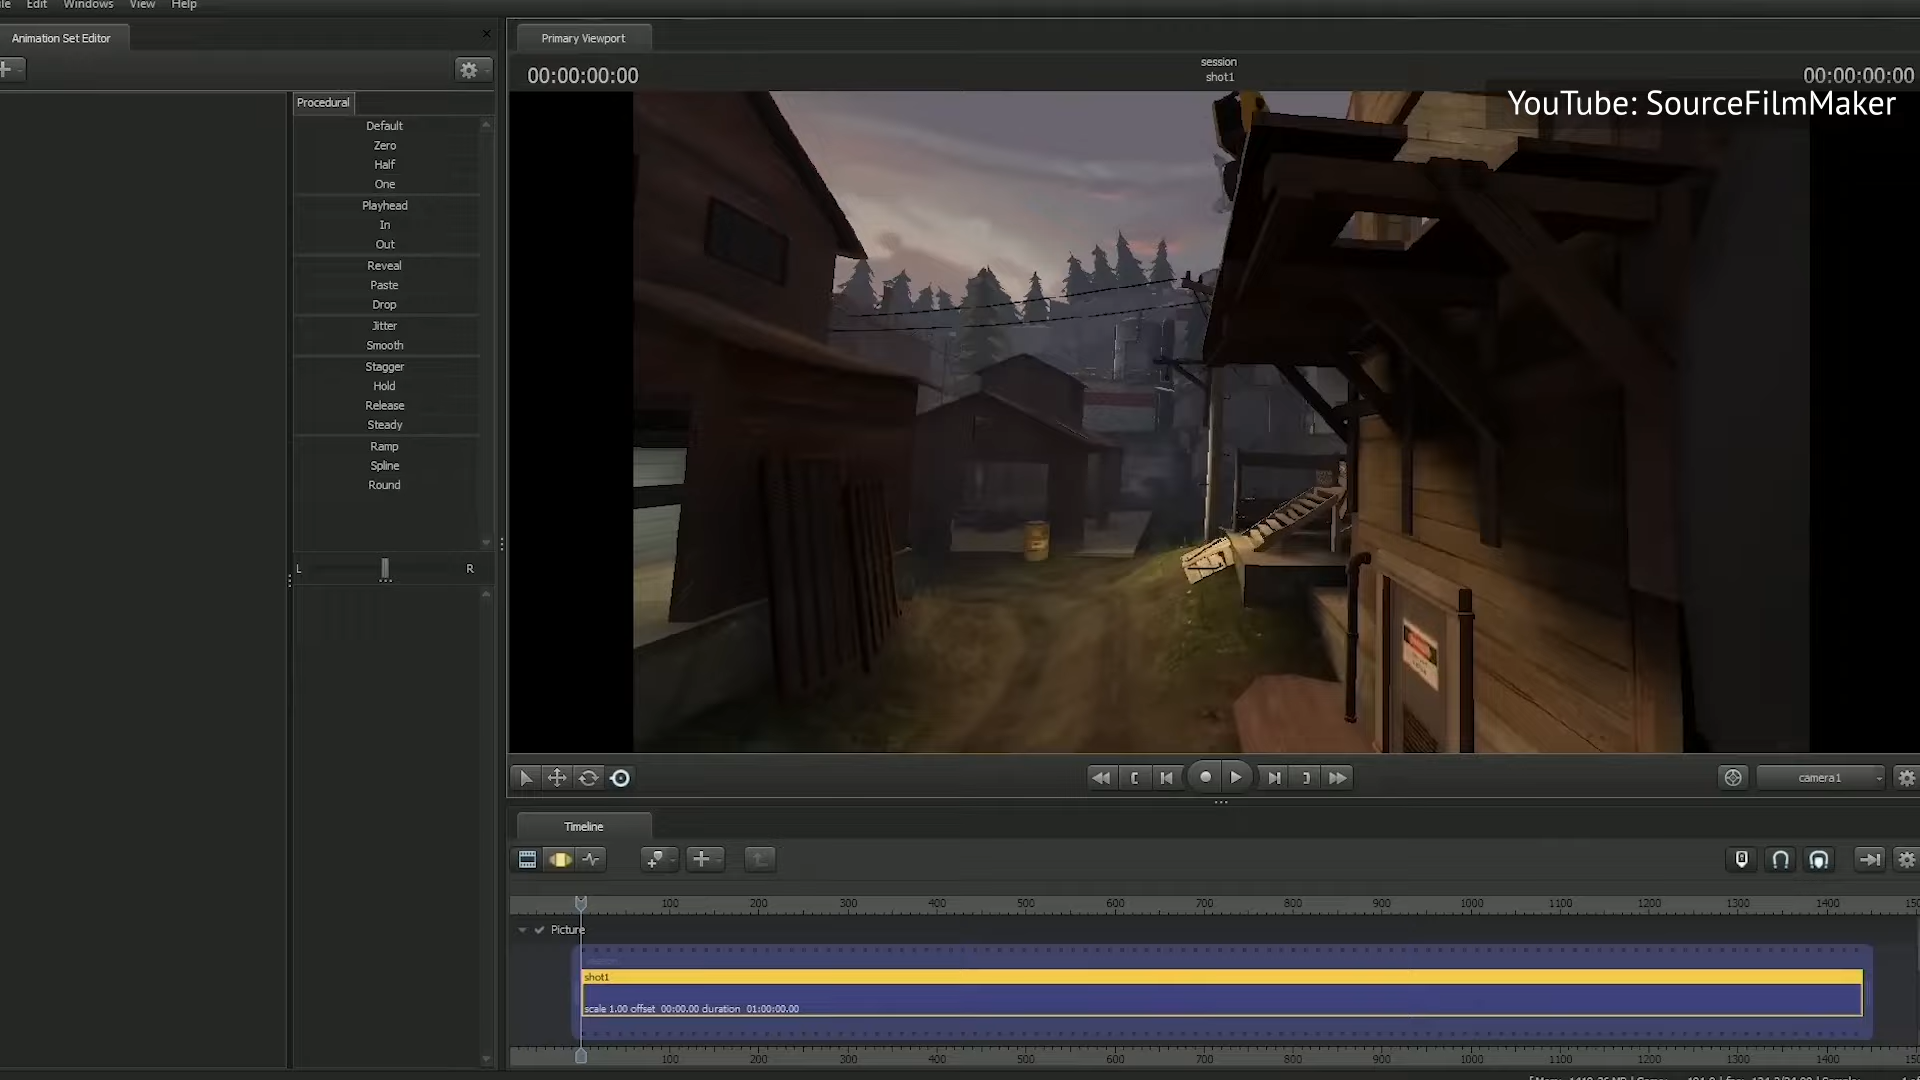 Edit Windows View Help
Animation Set Editor
Primary Viewport
00:00:00:00
session
shot1
00:00:00:00
YouTube: SourceFilmMaker
Procedural
Default
Zero
Half
One
Playhead
In
Out
Reveal
Paste
Drop
Jitter
Smooth
Stagger
Hold
Release
Steady
Ramp
Spline
Round
L R
camera1
Timeline
100 200 300 400 500 600 700 800 900 1000 1100 1200 1300 1400
Picture
shot1
scale 1.00 offset 00:00.00 duration 01:00:00.00
100 200 300 400 500 600 700 800 900 1000 1100 1200 1300 1400